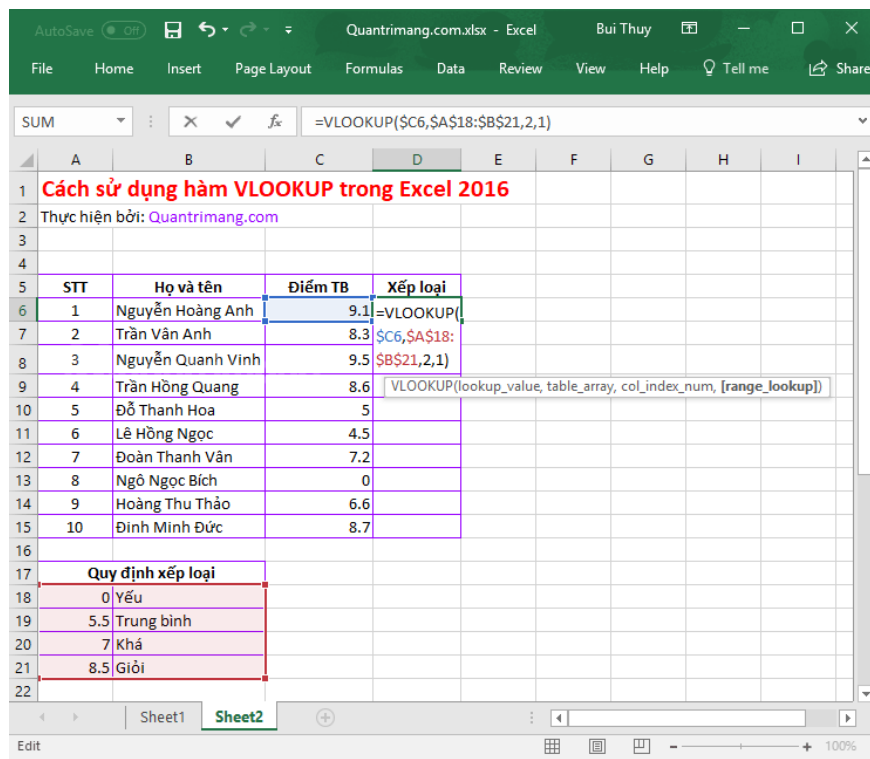 AutoSave Off Quantrimang.com.xlsx - Excel Bui Thuy
File Home Insert Page Layout Formulas Data Review View Help Tell me Share
SUM fx =VLOOKUP($C6,$A$18:$B$21,2,1)
A B C D E F G H I
1 Cách sử dụng hàm VLOOKUP trong Excel 2016
2 Thực hiện bởi: Quantrimang.com
3
4
5 STT Họ và tên Điểm TB Xếp loại
6 1 Nguyễn Hoàng Anh 9.1 =VLOOKUP(
7 2 Trần Vân Anh 8.3 $C6,$A$18:
8 3 Nguyễn Quanh Vinh 9.5 $B$21,2,1)
9 4 Trần Hồng Quang 8.6 VLOOKUP(lookup_value, table_array, col_index_num, [range_lookup])
10 5 Đỗ Thanh Hoa 5
11 6 Lê Hồng Ngọc 4.5
12 7 Đoàn Thanh Vân 7.2
13 8 Ngô Ngọc Bích 0
14 9 Hoàng Thu Thảo 6.6
15 10 Đinh Minh Đức 8.7
16
17 Quy định xếp loại
18 0 Yếu
19 5.5 Trung bình
20 7 Khá
21 8.5 Giỏi
22
Sheet1 Sheet2
Edit 100%